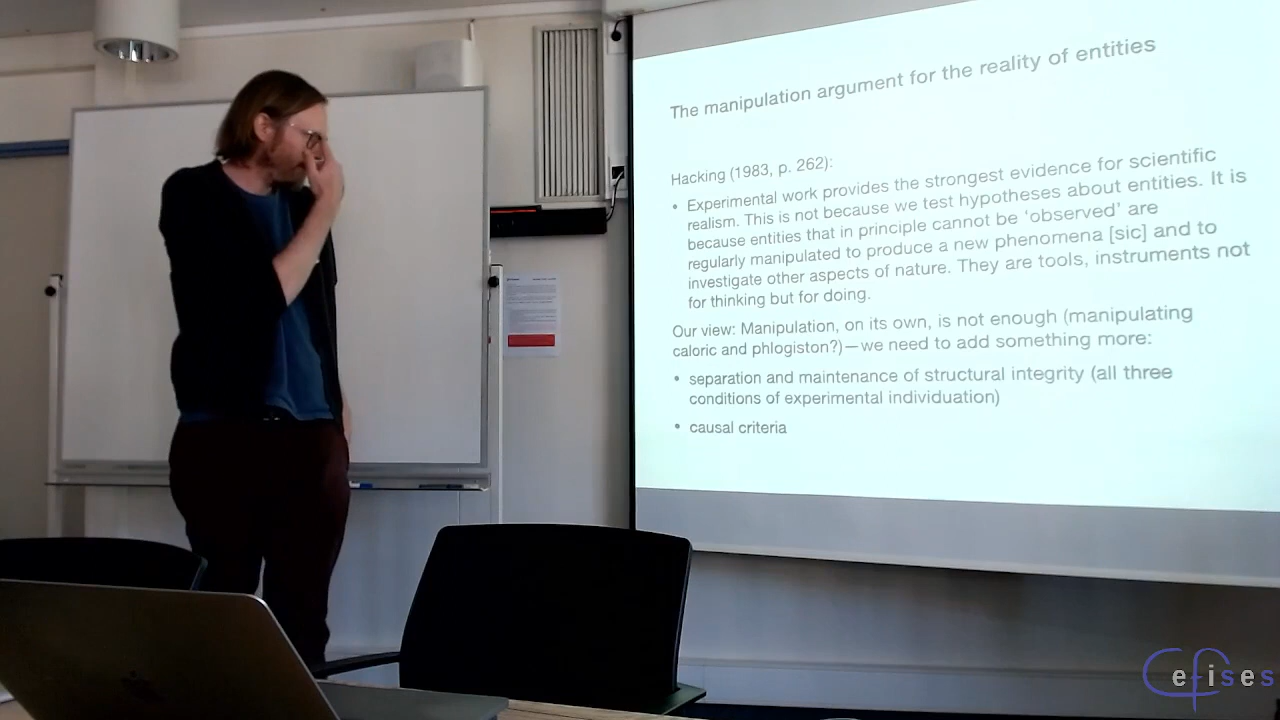 The manipulation argument for the reality of entities
Hacking (1983, p. 262):
• Experimental work provides the strongest evidence for scientific
realism. This is not because we test hypotheses about entities. It is
because entities that in principle cannot be 'observed' are
regularly manipulated to produce a new phenomena [sic] and to
investigate other aspects of nature. They are tools, instruments not
for thinking but for doing.
Our view: Manipulation, on its own, is not enough (manipulating
caloric and phlogiston?)—we need to add something more:
• separation and maintenance of structural integrity (all three
conditions of experimental individuation)
• causal criteria
Cefises